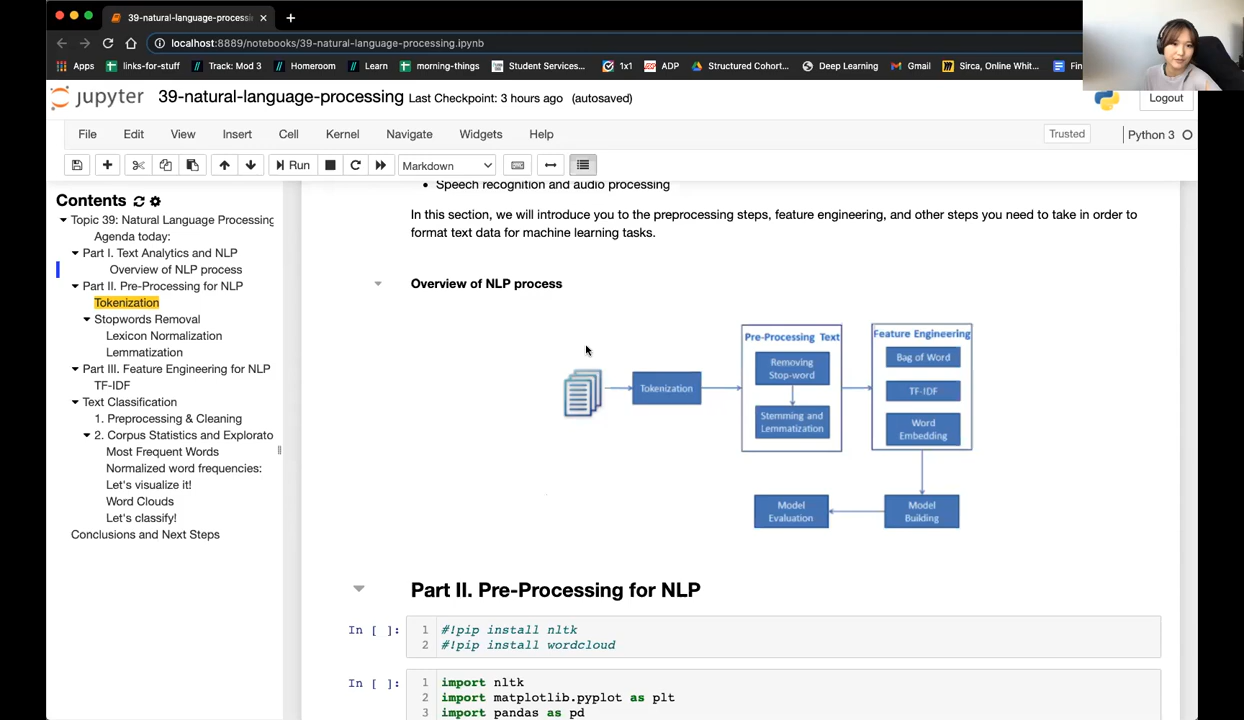 39-natural-language-processi
localhost:8889/notebooks/39-natural-language-processing.ipynb
Apps links-for-stuff Track: Mod 3 Homeroom Learn morning-things Student Services... 1x1 ADP Structured Cohort... Deep Learning Gmail Sirca, Online Whit... Fin
jupyter 39-natural-language-processing Last Checkpoint: 3 hours ago (autosaved) Logout
File Edit View Insert Cell Kernel Navigate Widgets Help Trusted Python 3
Run Markdown
Contents
Topic 39: Natural Language Processing
Agenda today:
Part I. Text Analytics and NLP
Overview of NLP process
Part II. Pre-Processing for NLP
Tokenization
Stopwords Removal
Lexicon Normalization
Lemmatization
Part III. Feature Engineering for NLP
TF-IDF
Text Classification
1. Preprocessing & Cleaning
2. Corpus Statistics and Explorato
Most Frequent Words
Normalized word frequencies:
Let's visualize it!
Word Clouds
Let's classify!
Conclusions and Next Steps
• Speech recognition and audio processing
In this section, we will introduce you to the preprocessing steps, feature engineering, and other steps you need to take in order to
format text data for machine learning tasks.
Overview of NLP process
Tokenization
Pre-Processing Text
Removing
Stop-word
Stemming and
Lemmatization
Feature Engineering
Bag of Word
TF-IDF
Word
Embedding
Model
Building
Model
Evaluation
Part II. Pre-Processing for NLP
In [ ]: 1 #!pip install nltk
2 #!pip install wordcloud
In [ ]: 1 import nltk
2 import matplotlib.pyplot as plt
3 import pandas as pd